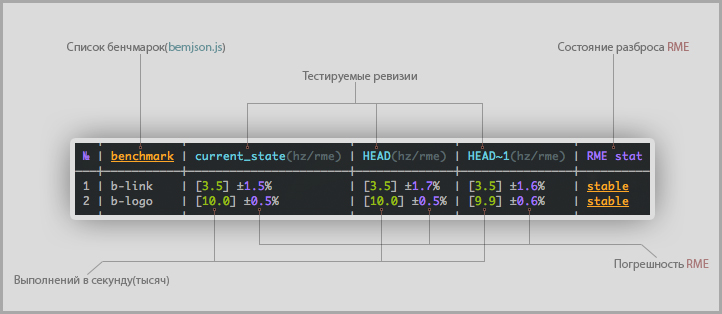 Список бенчмарок(bemjson.js)
Состояние разброса RME
Тестируемые ревизии
№ | benchmark | current_state(hz/rme) | HEAD(hz/rme) | HEAD~1(hz/rme) | RME stat
1 | b-link | [3.5] ±1.5% | [3.5] ±1.7% | [3.5] ±1.6% | stable
2 | b-logo | [10.0] ±0.5% | [10.0] ±0.5% | [9.9] ±0.6% | stable
Погрешность RME
Выполнений в секунду(тысяч)